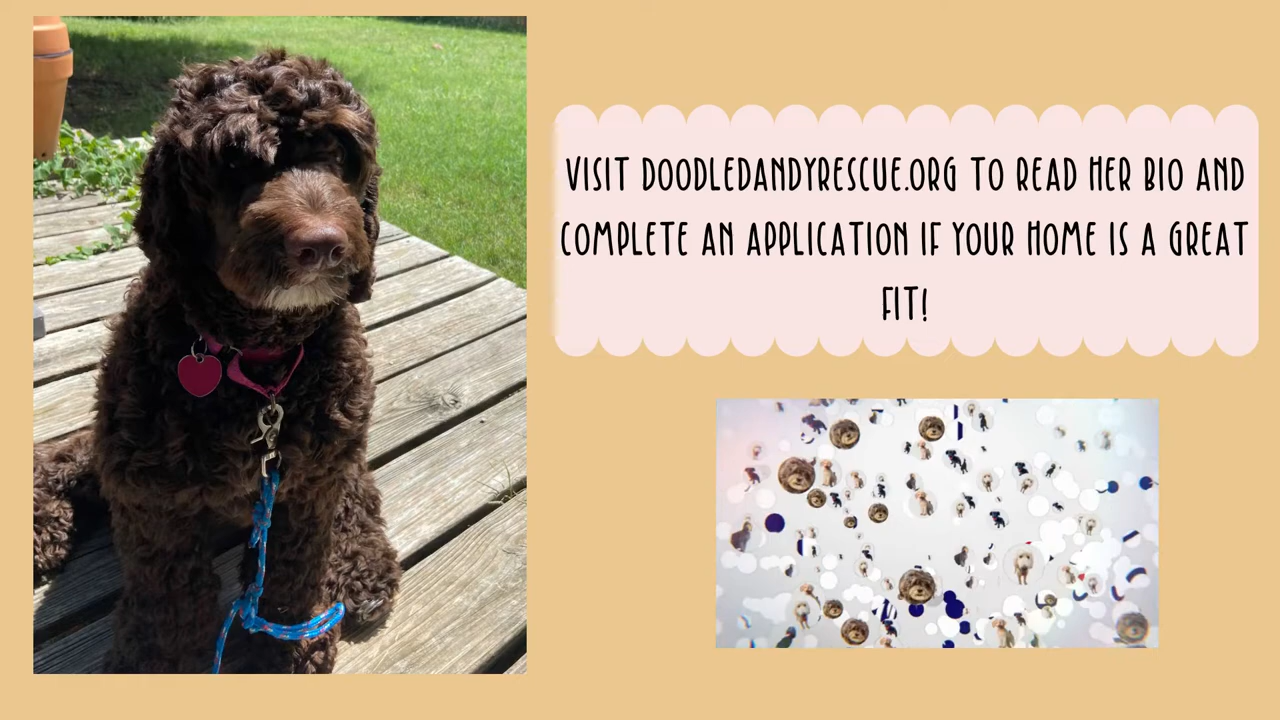 VISIT DOODLEDANDYRESCUE.ORG TO READ HER BIO AND
COMPLETE AN APPLICATION IF YOUR HOME IS A GREAT
FIT!